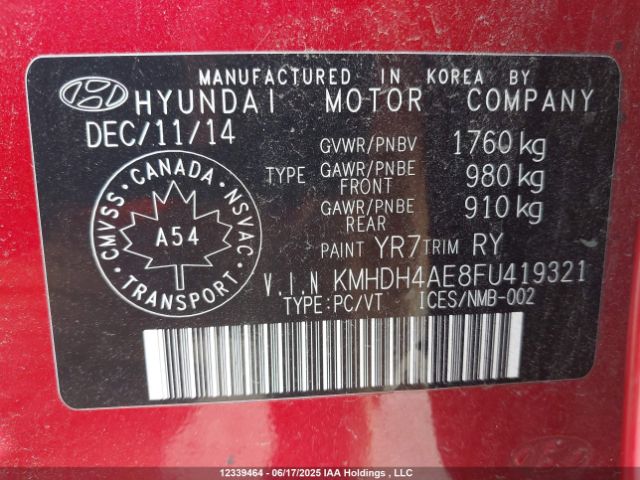 MANUFACTURED IN KOREA BY
HYUNDAI MOTOR COMPANY
DEC/11/14
GVWR/PNBV 1760 kg
TYPE GAWR/PNBE FRONT 980 kg
GAWR/PNBE REAR 910 kg
PAINT YR7 TRIM RY
CANADA
CMVSS NSVAC
A54
TRANSPORT
V.I.N KMHDH4AE8FU419321
TYPE:PC/VT ICES/NMB-002
12339464 - 06/17/2025 IAA Holdings , LLC